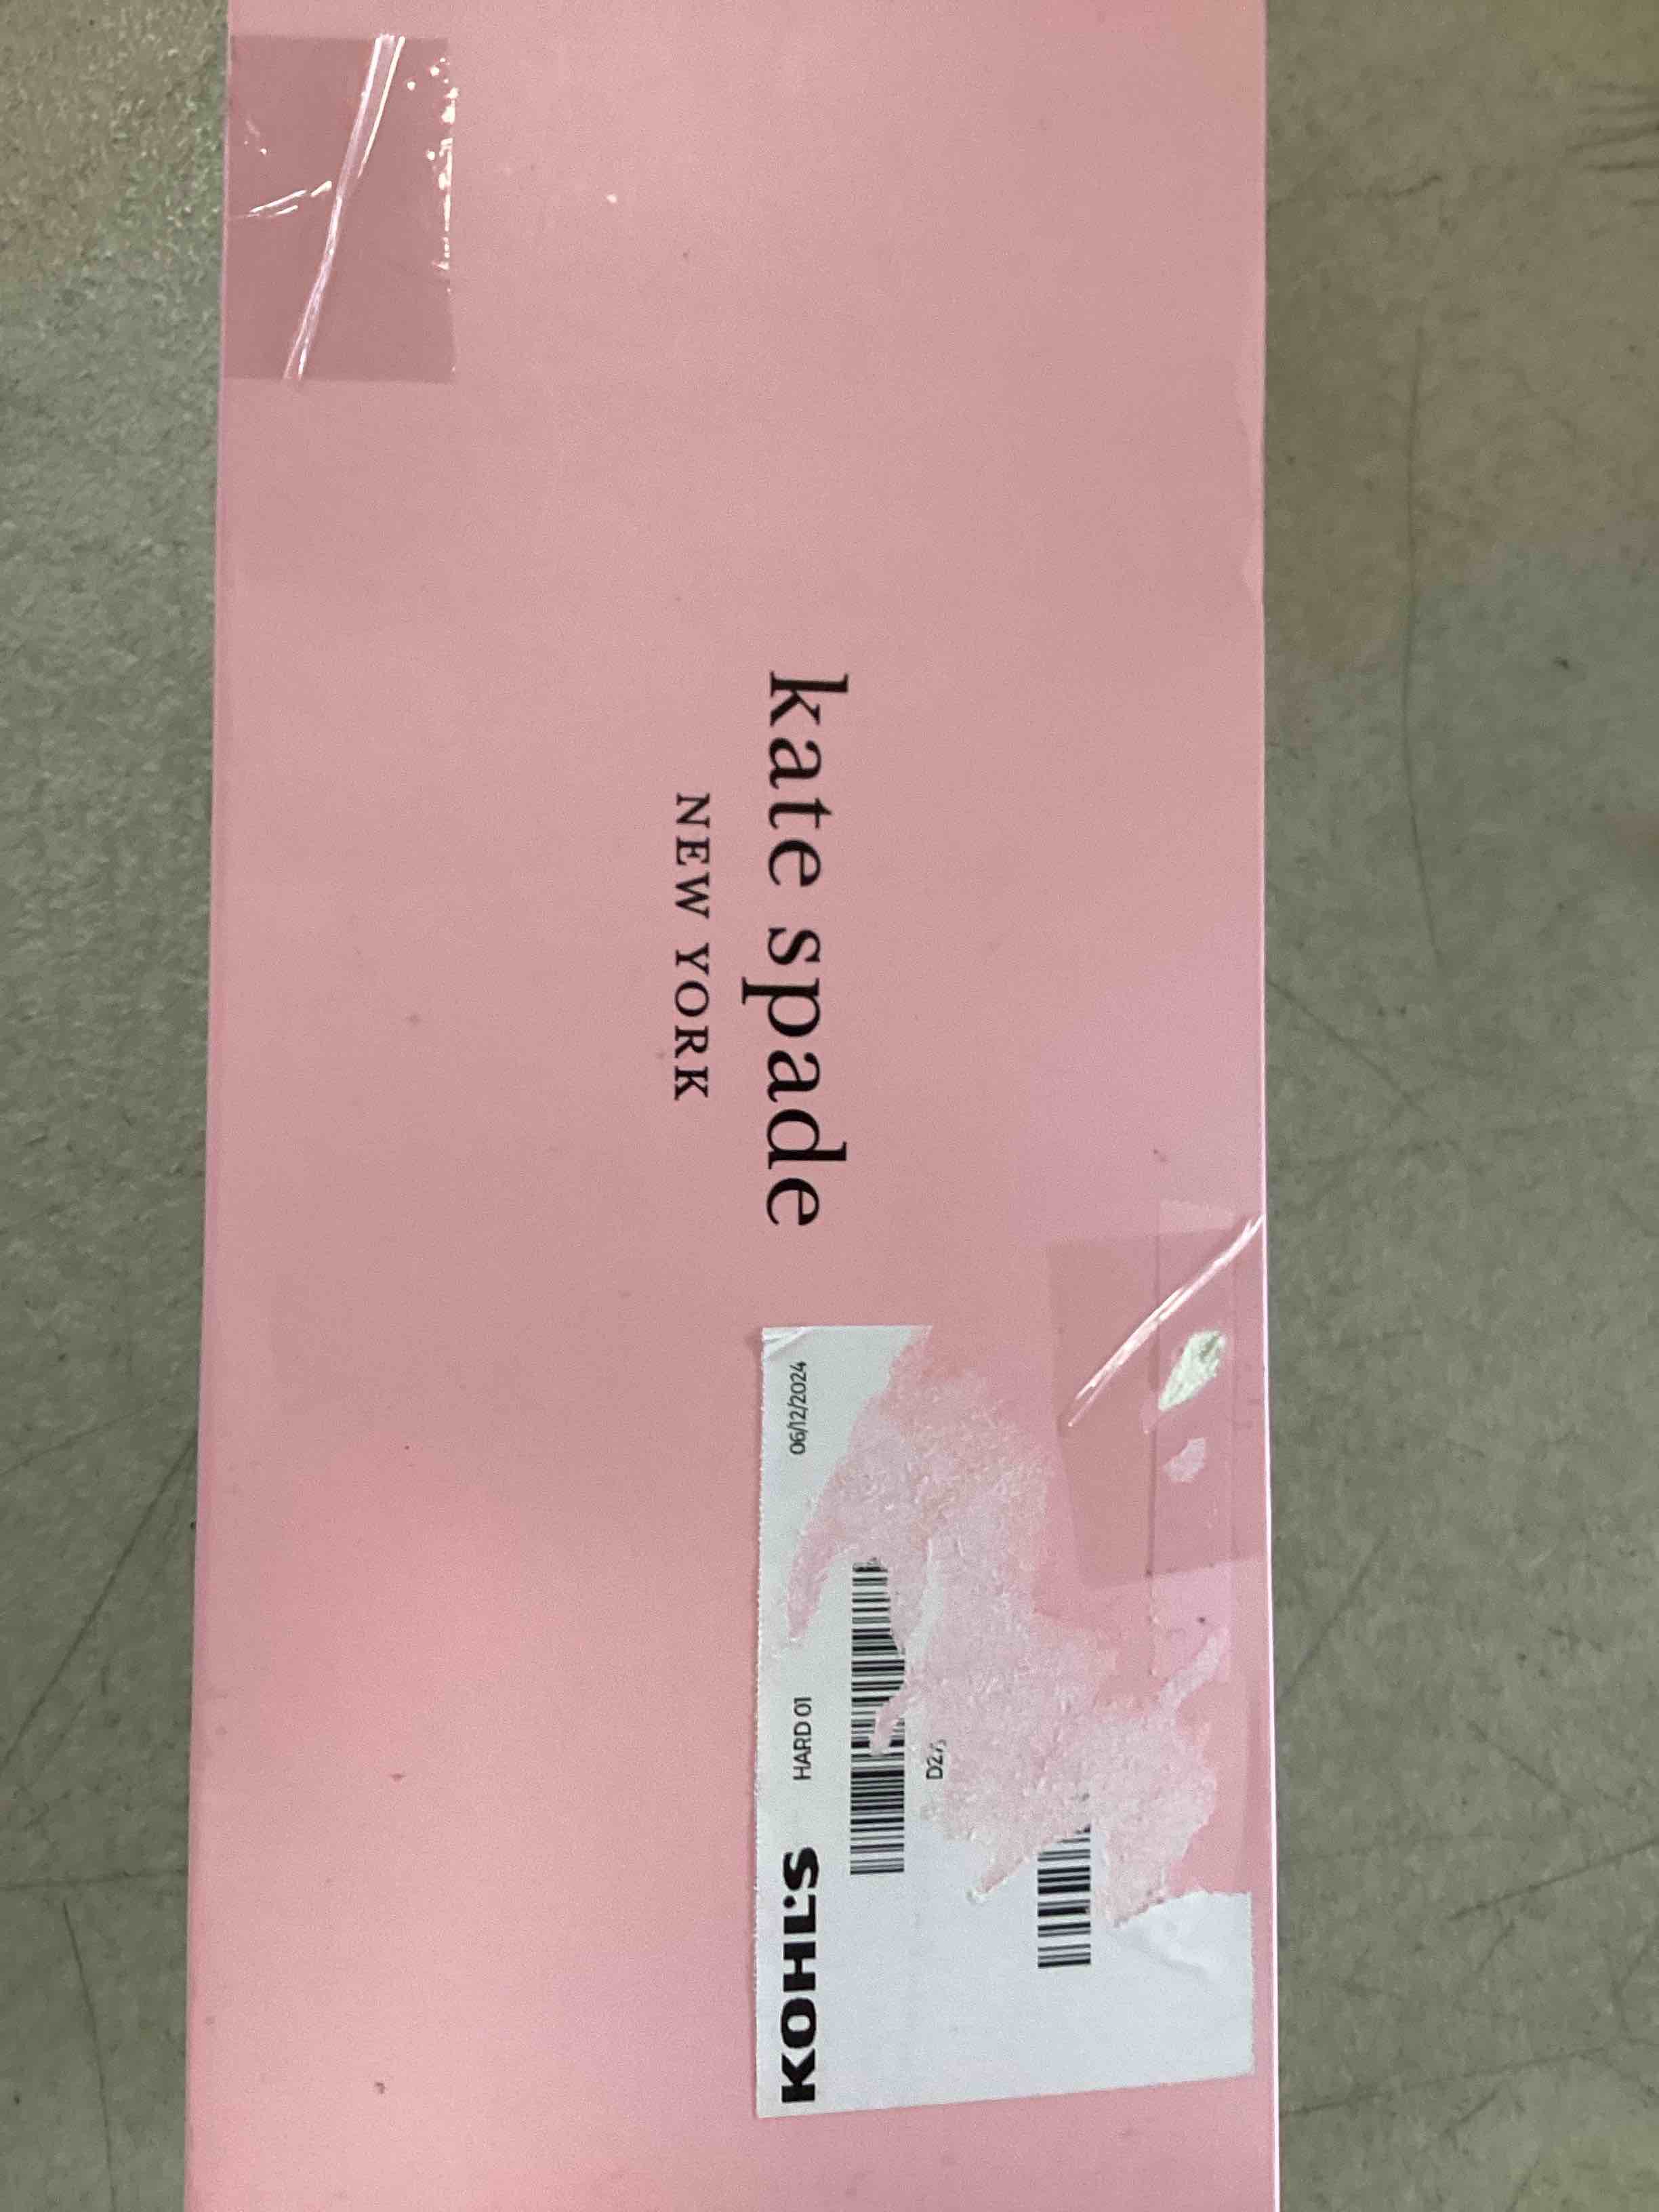 kate spade
NEW YORK
KOHL'S HARD 01 06/12/2024